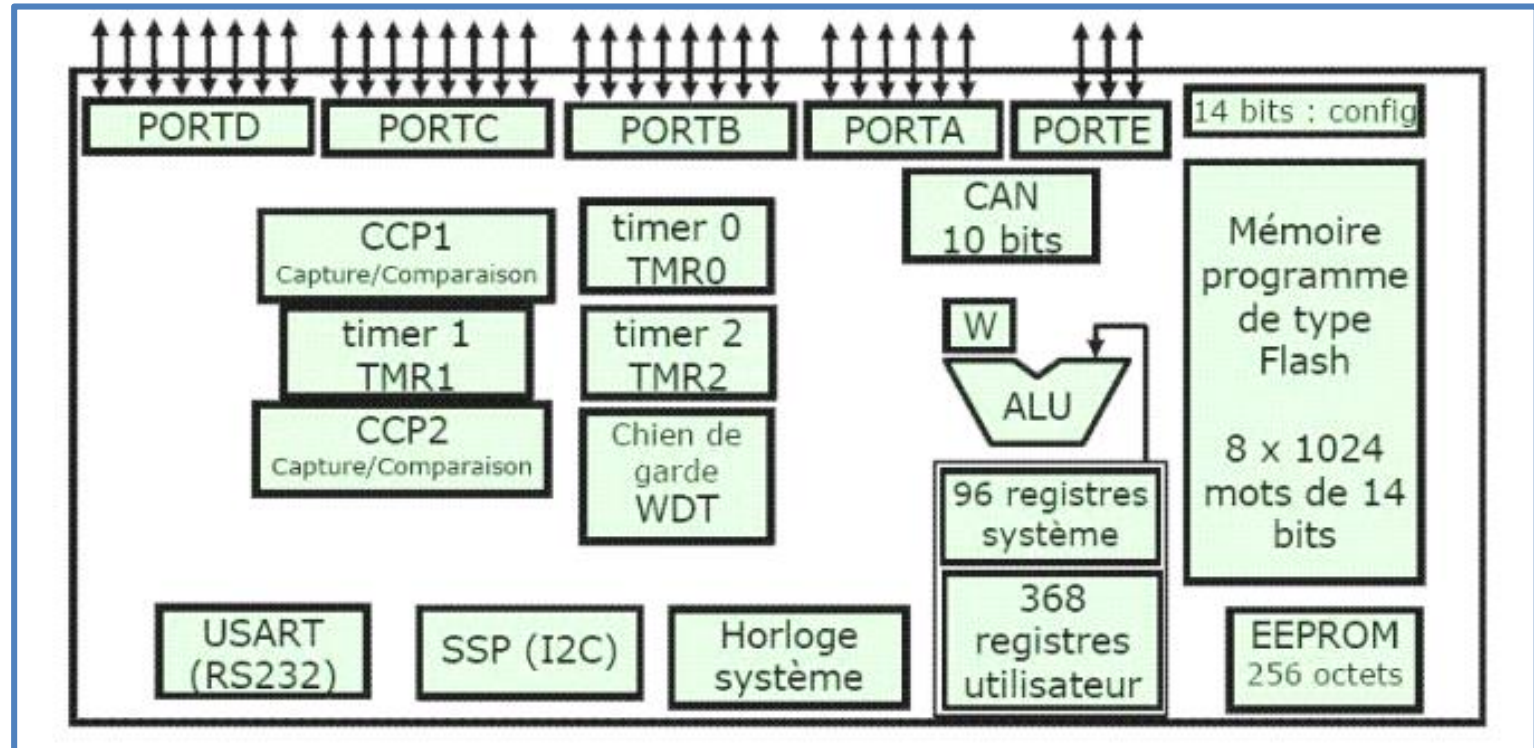 PORTD
PORTC
PORTB
PORTA
PORTE
14 bits : config
CCP1
Capture/Comparaison
timer 1
TMR1
CCP2
Capture/Comparaison
timer 0
TMR0
timer 2
TMR2
Chien de
garde
WDT
CAN
10 bits
W
ALU
96 registres
système
368
registres
utilisateur
Mémoire
programme
de type
Flash
8 x 1024
mots de 14
bits
USART
(RS232)
SSP (I2C)
Horloge
système
EEPROM
256 octets